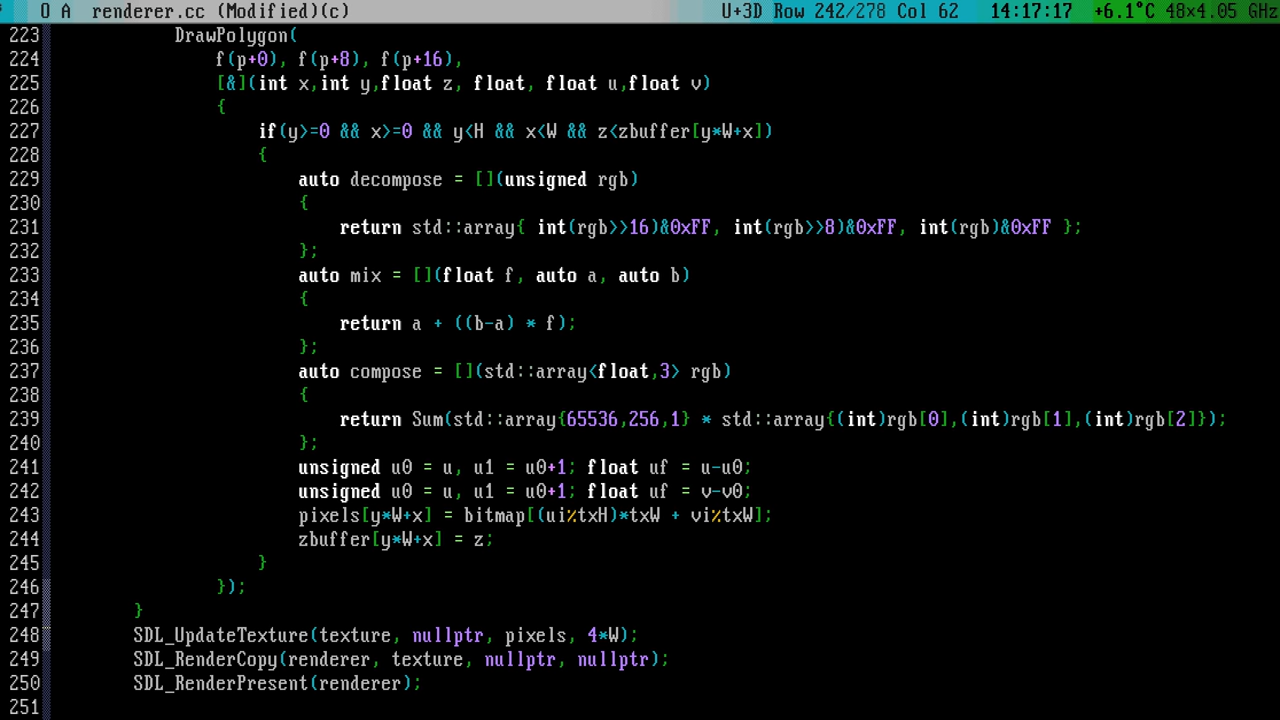 O A renderer.cc (Modified)(c) U+3D Row 242/278 Col 62 14:17:17 +6.1°C 48×4.05 GHz
223 DrawPolygon(
224 f(p+0), f(p+8), f(p+16),
225 [&](int x,int y,float z, float, float u,float v)
226 {
227 if(y>=0 && x>=0 && y<H && x<W && z<zbuffer[y*W+x])
228 {
229 auto decompose = [](unsigned rgb)
230 {
231 return std::array{ int(rgb>>16)&0xFF, int(rgb>>8)&0xFF, int(rgb)&0xFF };
232 };
233 auto mix = [](float f, auto a, auto b)
234 {
235 return a + ((b-a) * f);
236 };
237 auto compose = [](std::array<float,3> rgb)
238 {
239 return Sum(std::array{65536,256,1} * std::array{(int)rgb[0],(int)rgb[1],(int)rgb[2]});
240 };
241 unsigned u0 = u, u1 = u0+1; float uf = u-u0;
242 unsigned u0 = u, u1 = u0+1; float uf = v-v0;
243 pixels[y*W+x] = bitmap[(ui%txH)*txW + vi%txW];
244 zbuffer[y*W+x] = z;
245 }
246 });
247 }
248 SDL_UpdateTexture(texture, nullptr, pixels, 4*W);
249 SDL_RenderCopy(renderer, texture, nullptr, nullptr);
250 SDL_RenderPresent(renderer);
251